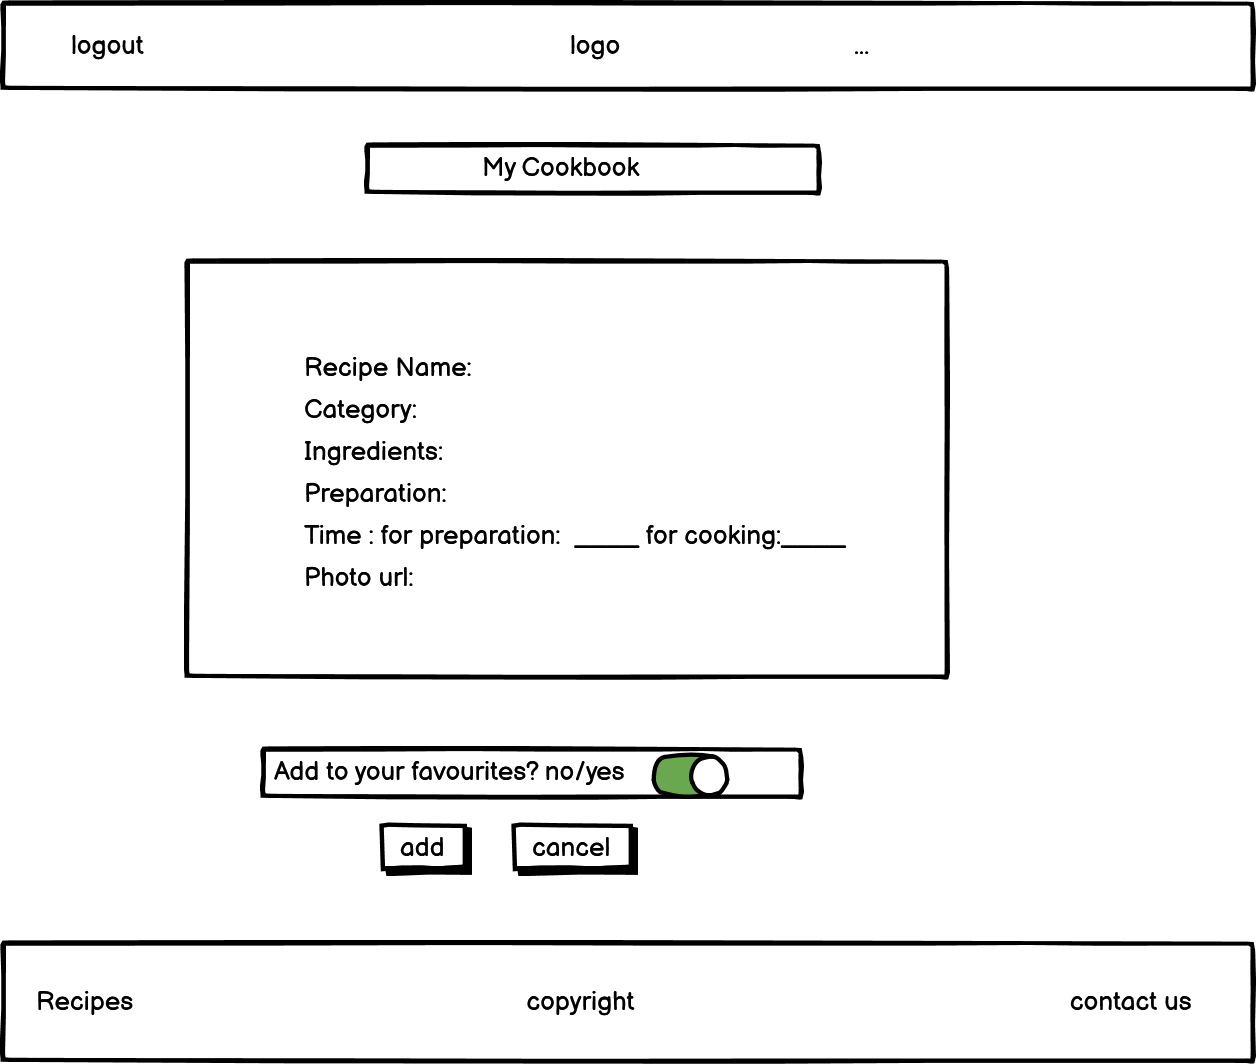 logout logo ...
My Cookbook
Recipe Name:
Category:
Ingredients:
Preparation:
Time : for preparation: _____ for cooking:_____
Photo url:
Add to your favourites? no/yes
add cancel
Recipes copyright contact us